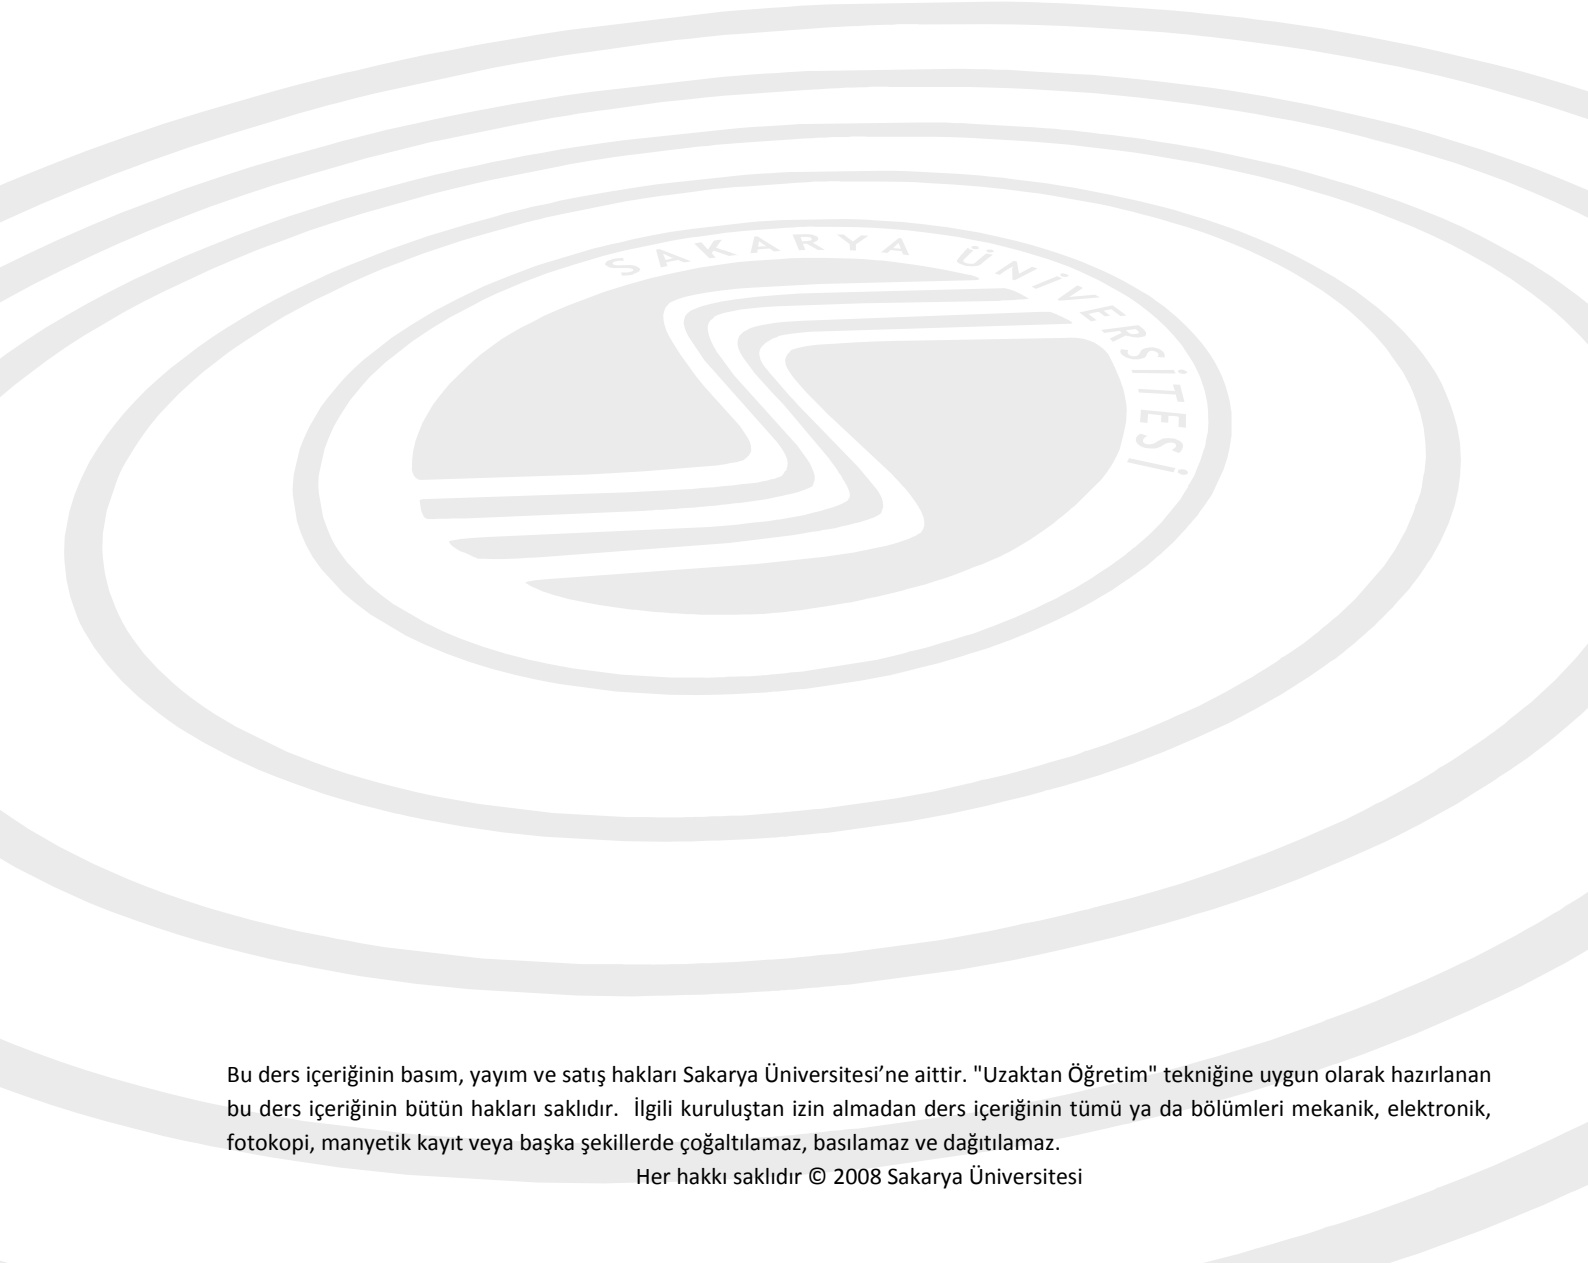 SAKARYA ÜNİVERSİTESİ
Bu ders içeriğinin basım, yayım ve satış hakları Sakarya Üniversitesi’ne aittir. "Uzaktan Öğretim" tekniğine uygun olarak hazırlanan
bu ders içeriğinin bütün hakları saklıdır.  İlgili kuruluştan izin almadan ders içeriğinin tümü ya da bölümleri mekanik, elektronik,
fotokopi, manyetik kayıt veya başka şekillerde çoğaltılamaz, basılamaz ve dağıtılamaz.
Her hakkı saklıdır © 2008 Sakarya Üniversitesi